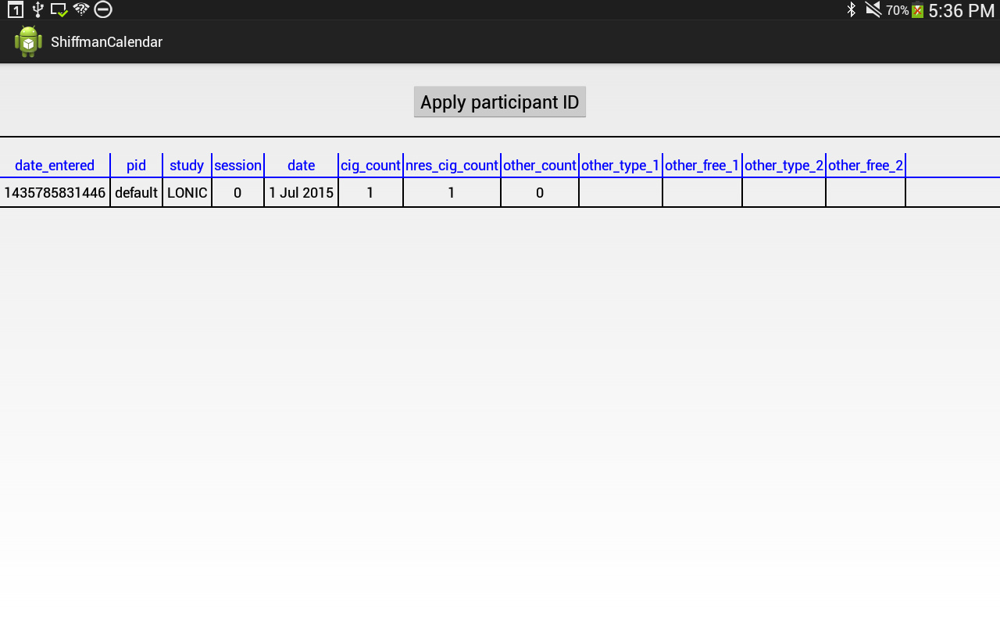 1 70% 5:36 PM
ShiffmanCalendar
Apply participant ID
date_entered pid study session date cig_count nres_cig_count other_count other_type_1 other_free_1 other_type_2 other_free_2
1435785831446 default LONIC 0 1 Jul 2015 1 1 0